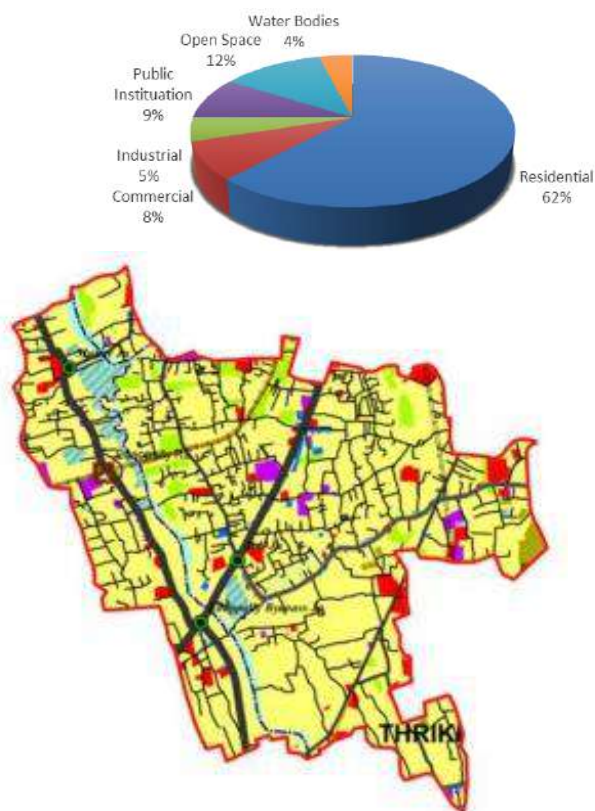 Water Bodies
4%
Open Space
12%
Public
Instituation
9%
Industrial
5%
Commercial
8%
Residential
62%
THRIK